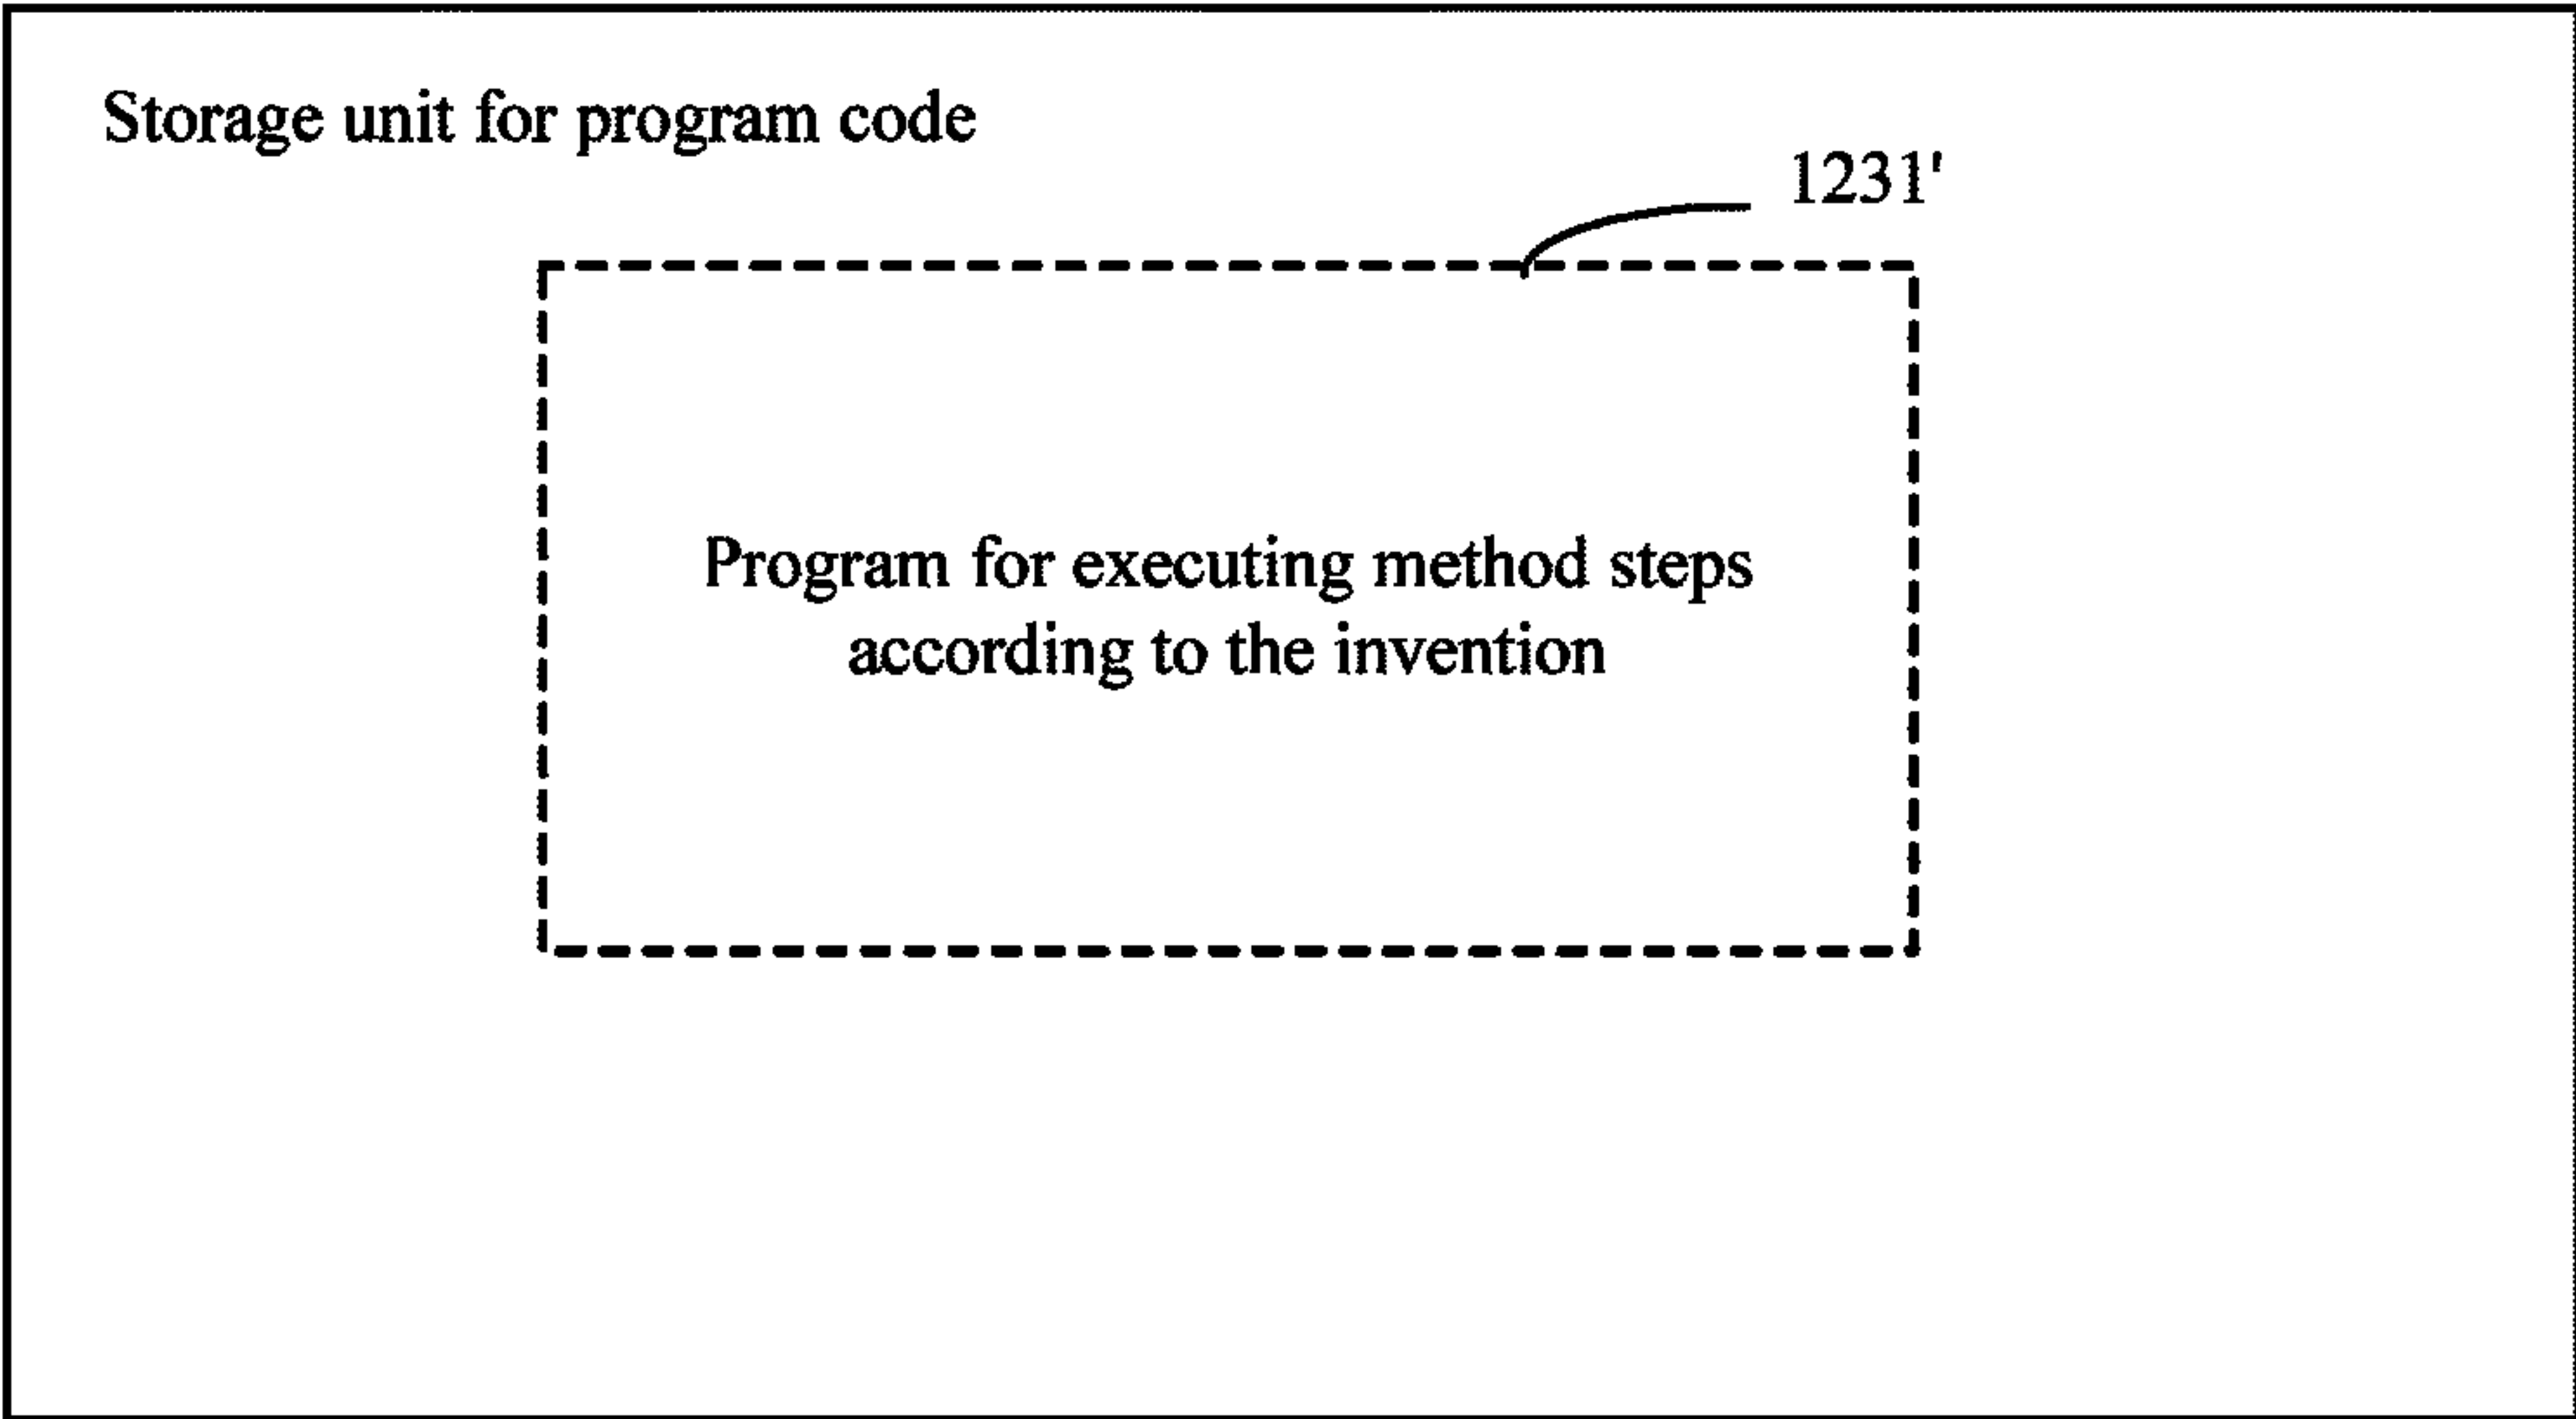 Storage unit for program code
1231'
Program for executing method steps
according to the invention